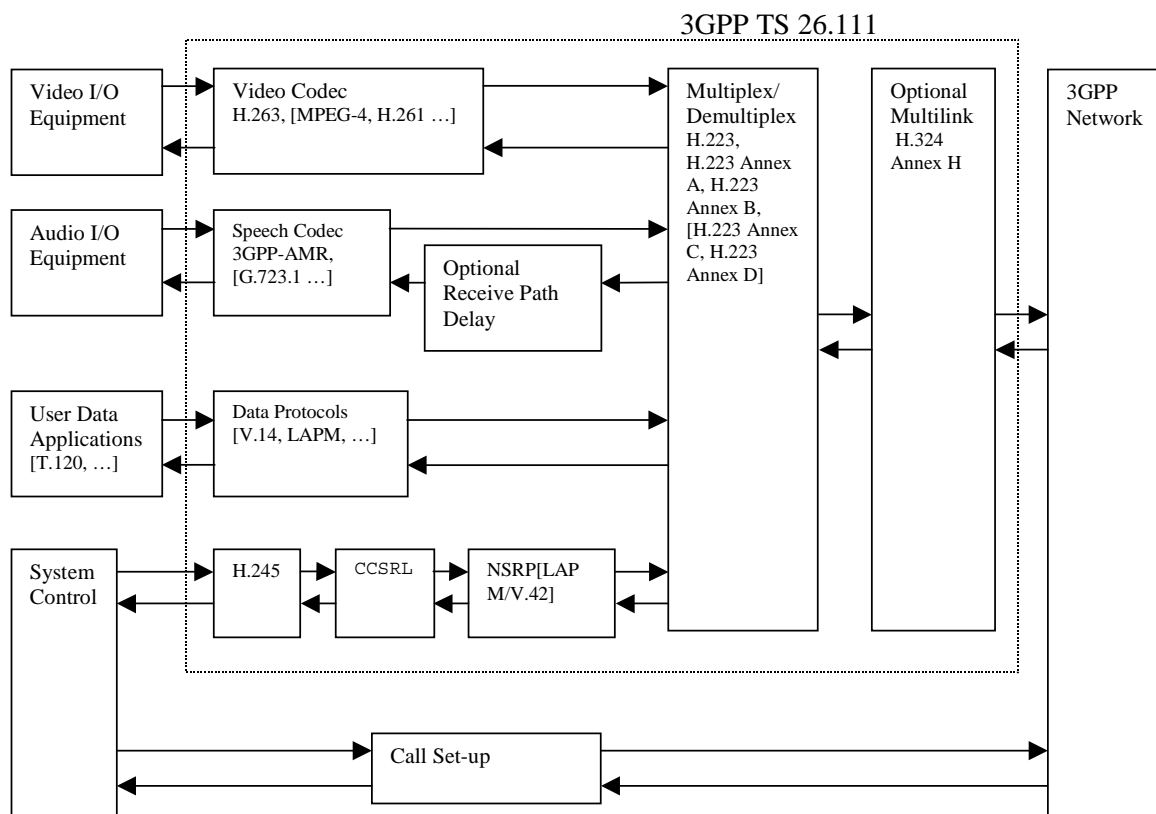 3GPP TS 26.111
Video I/O
Equipment
Video Codec
H.263, [MPEG-4, H.261 …]
Multiplex/
Demultiplex
H.223,
H.223 Annex
A, H.223
Annex B,
[H.223 Annex
C, H.223
Annex D]
Optional
Multilink
H.324
Annex H
3GPP
Network
Audio I/O
Equipment
Speech Codec
3GPP-AMR,
[G.723.1 …]
Optional
Receive Path
Delay
User Data
Applications
[T.120, …]
Data Protocols
[V.14, LAPM, …]
System
Control
H.245
CCSRL
NSRP[LAP
M/V.42]
Call Set-up